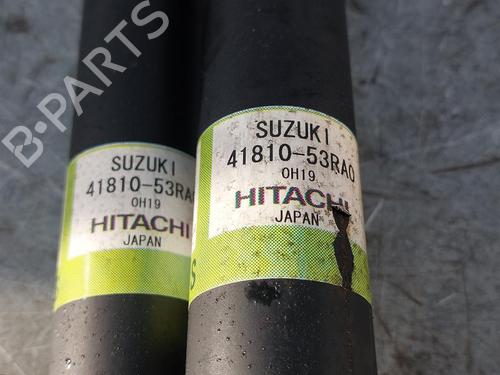 B-PARTS
SUZUKI
41810-53RA0
0H19
HITACHI
JAPAN
SUZUKI
41810-53RA0
0H19
HITACHI
JAPAN
S